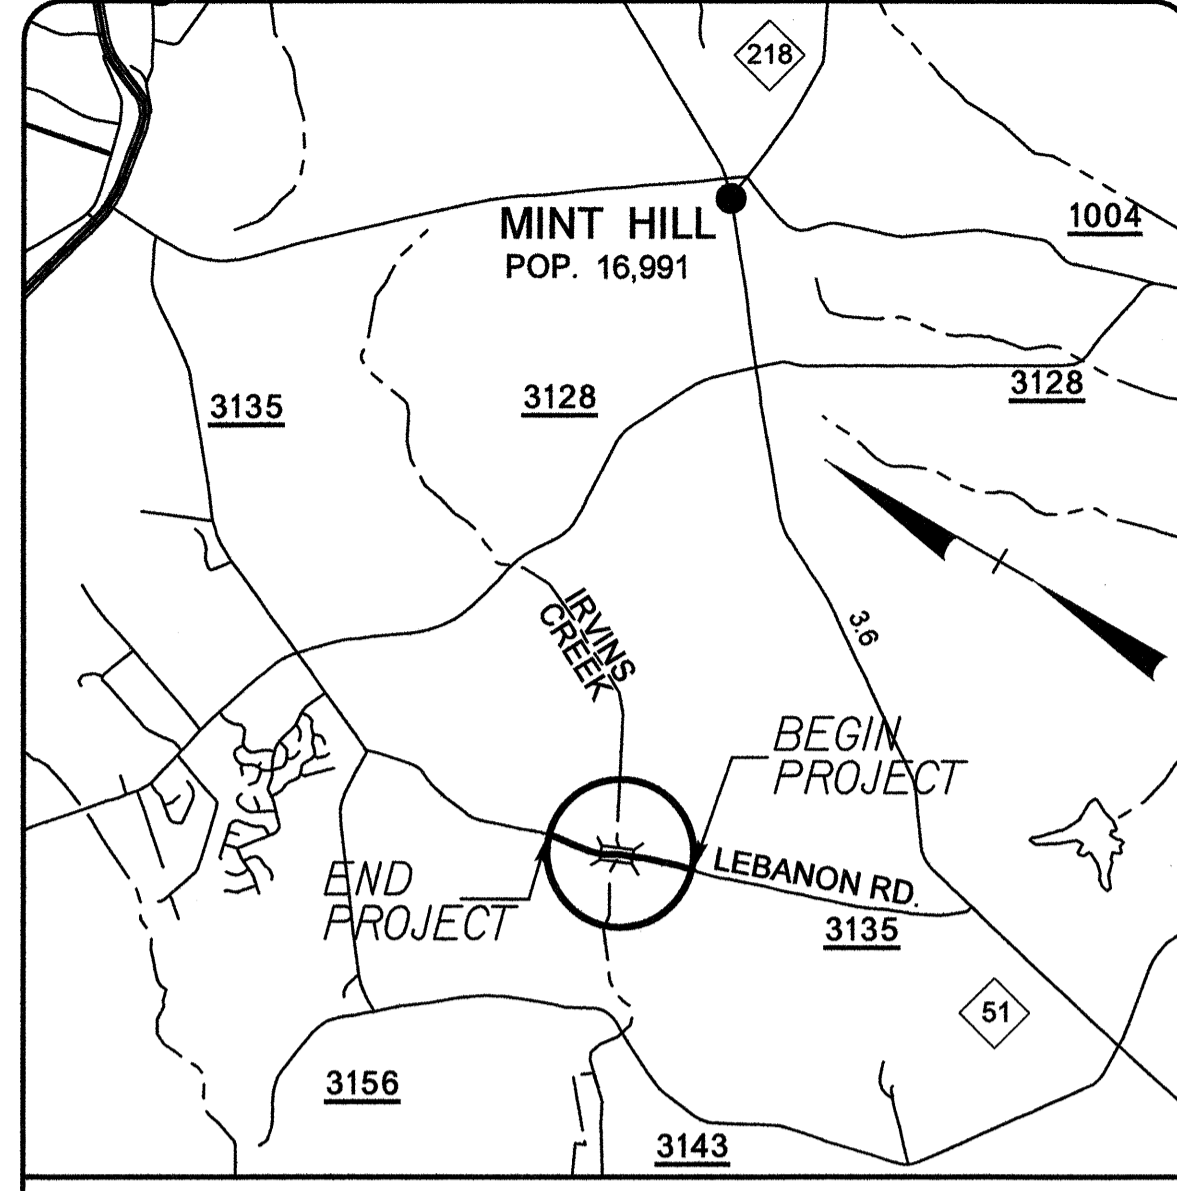 218
1004
MINT HILL
POP. 16,991
3135
3128
3128
IRVINS
CREEK
3.6
BEGIN
PROJECT
LEBANON RD.
END
PROJECT
3135
51
3156
3143